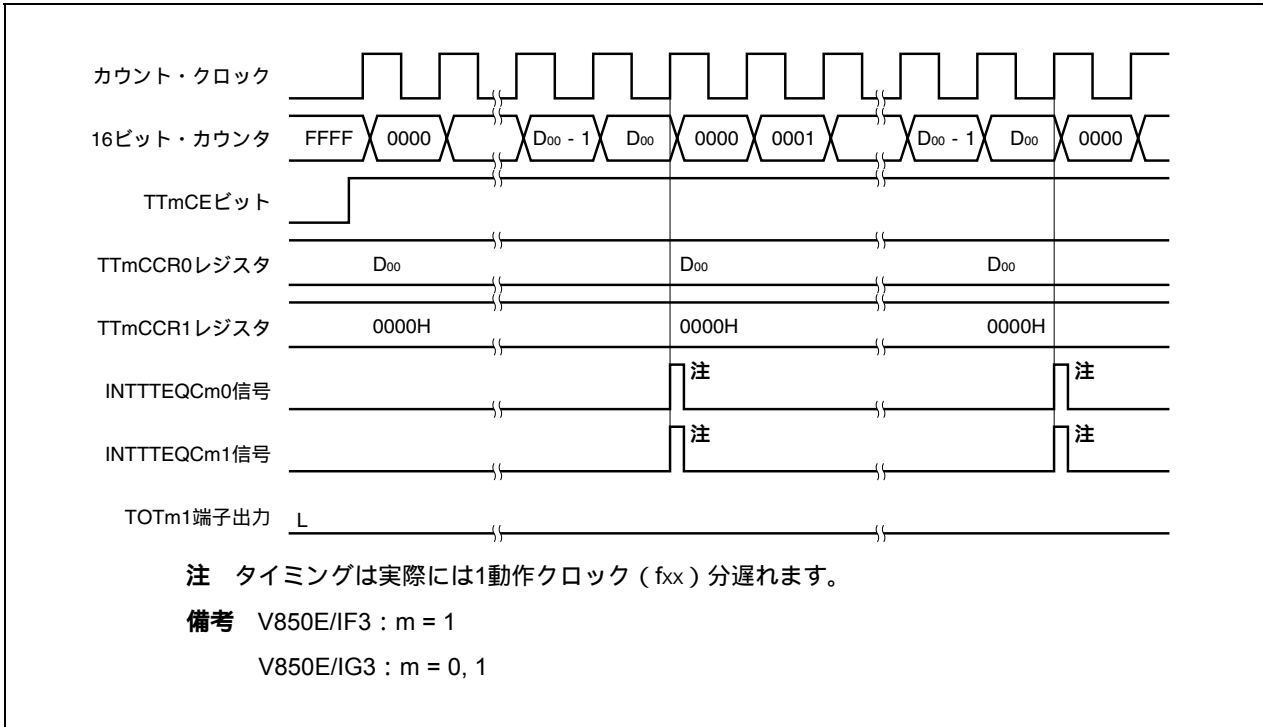 カウント・クロック
16ビット・カウンタ FFFF 0000 D00 - 1 D00 0000 0001 D00 - 1 D00 0000
TTmCEビット
TTmCCR0レジスタ D00 D00 D00
TTmCCR1レジスタ 0000H 0000H 0000H
INTTTEQCm0信号 注 注
INTTTEQCm1信号 注 注
TOTm1端子出力 L
注 タイミングは実際には1動作クロック（fxx）分遅れます。
備考 V850E/IF3：m = 1
V850E/IG3：m = 0, 1